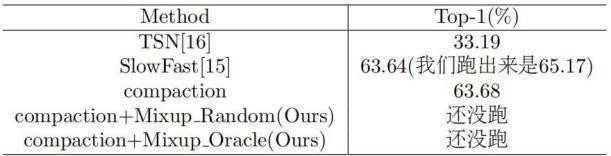 Method Top-1(%)
TSN[16] 33.19
SlowFast[15] 63.64(我们跑出来是65.17)
compaction 63.68
compaction+Mixup_Random(Ours) 还没跑
compaction+Mixup_Oracle(Ours) 还没跑